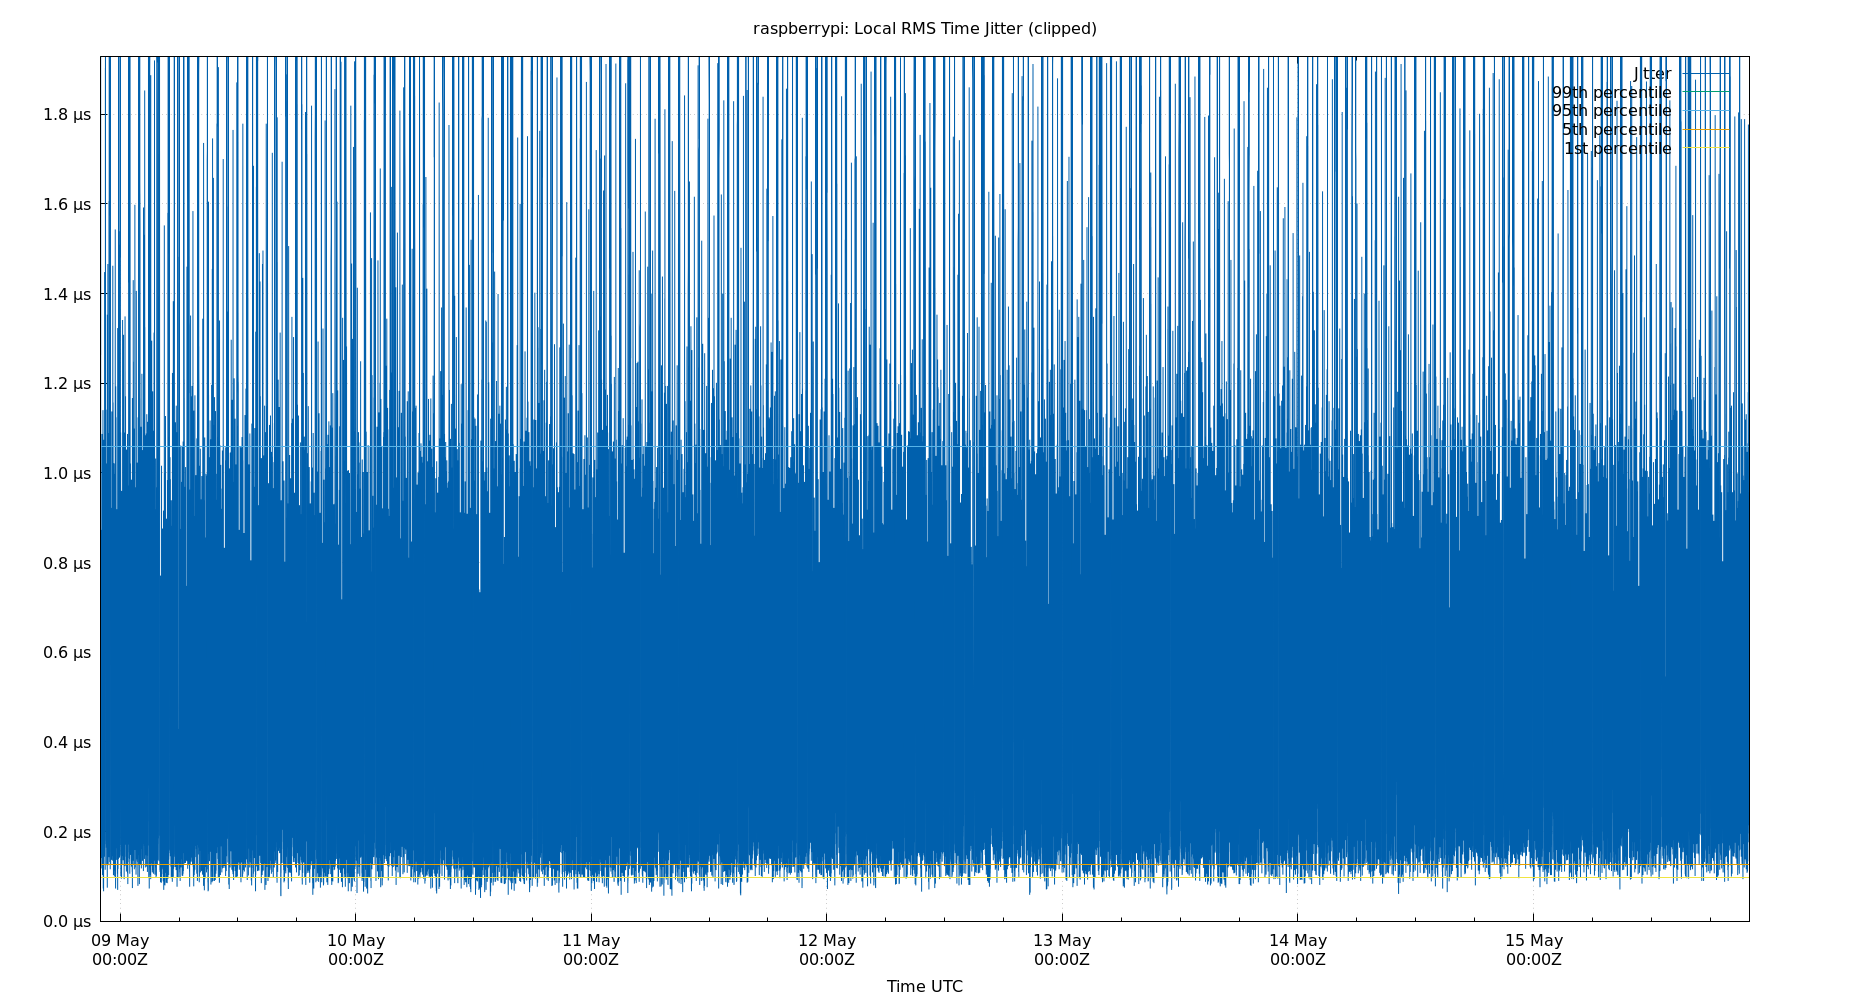 raspberrypi: Local RMS Time Jitter (clipped)
Jitter
99th percentile
95th percentile
5th percentile
1st percentile
1.8 µs
1.6 µs
1.4 µs
1.2 µs
1.0 µs
0.8 µs
0.6 µs
0.4 µs
0.2 µs
0.0 µs
09 May 10 May 11 May 12 May 13 May 14 May 15 May
00:00Z 00:00Z 00:00Z 00:00Z 00:00Z 00:00Z 00:00Z
Time UTC